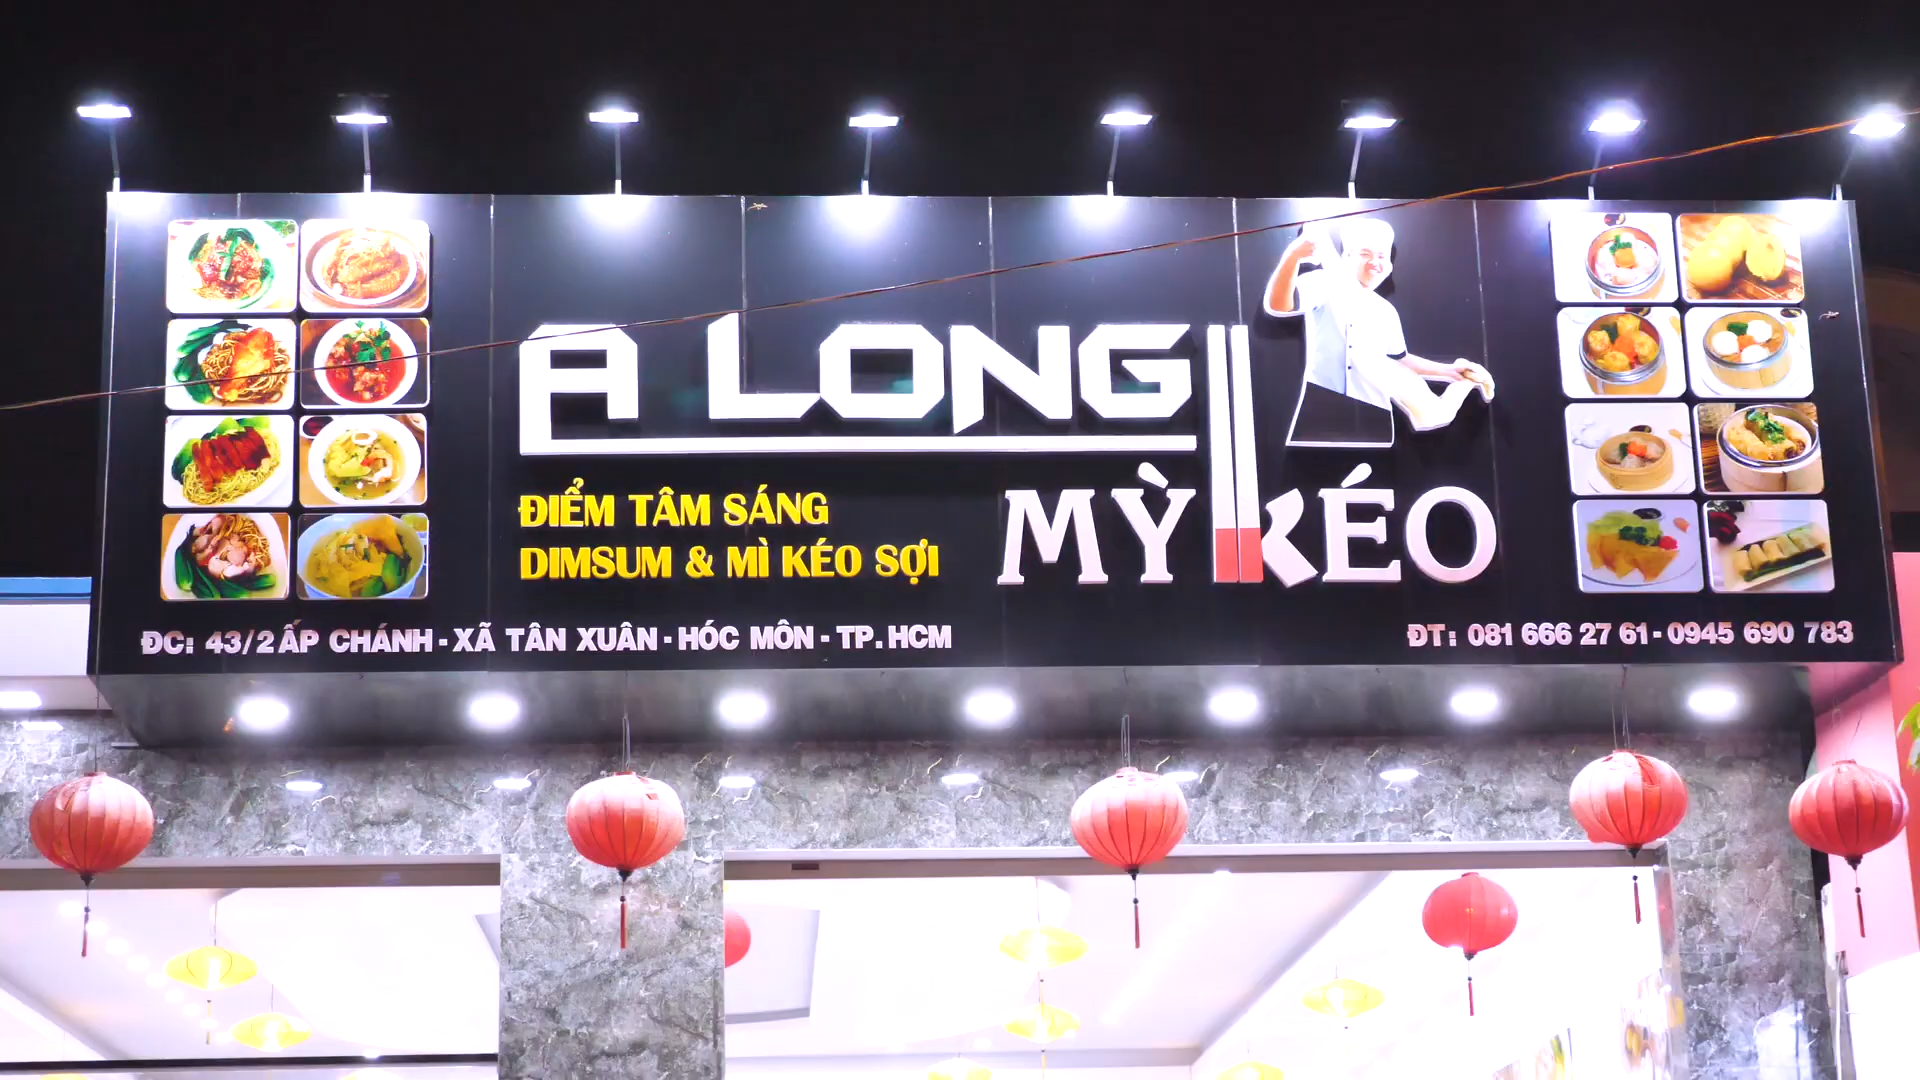 A LONG
MỲ KÉO
ĐIỂM TÂM SÁNG
DIMSUM & MÌ KÉO SỢI
ĐC: 43/2 ẤP CHÁNH - XÃ TÂN XUÂN - HÓC MÔN - TP. HCM
ĐT: 081 666 27 61 - 0945 690 783